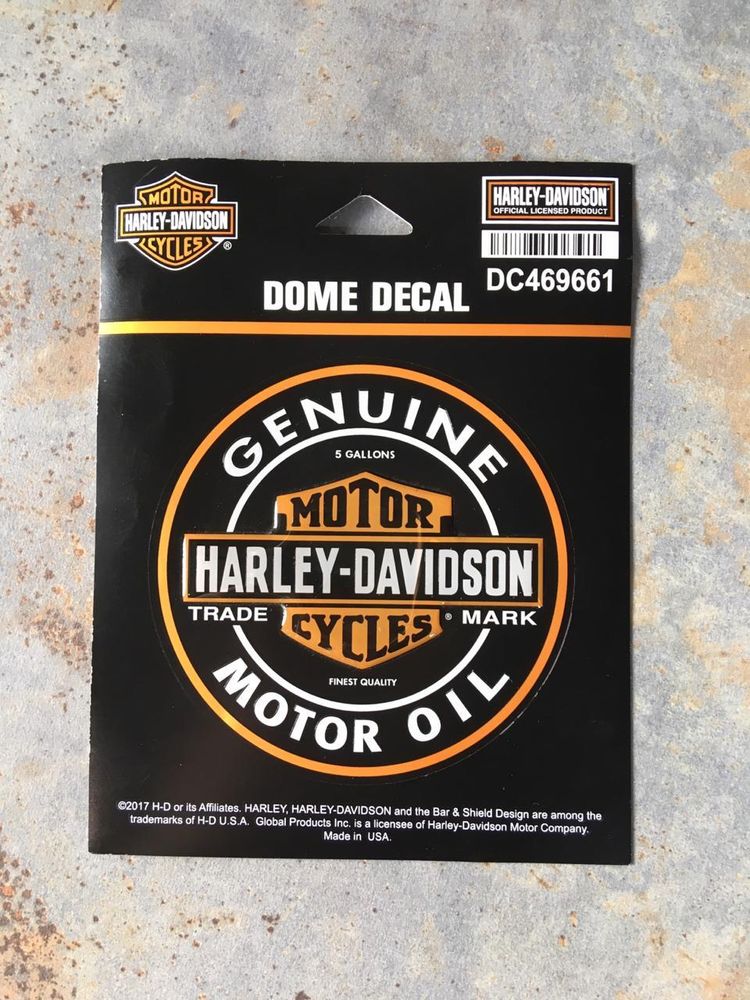 MOTOR
HARLEY-DAVIDSON
CYCLES
®
HARLEY-DAVIDSON
OFFICIAL LICENSED PRODUCT
DC469661
DOME DECAL
GENUINE
5 GALLONS
MOTOR
HARLEY-DAVIDSON
TRADE CYCLES ® MARK
FINEST QUALITY
MOTOR OIL
©2017 H-D or its Affiliates. HARLEY, HARLEY-DAVIDSON and the Bar & Shield Design are among the
trademarks of H-D U.S.A. Global Products Inc. is a licensee of Harley-Davidson Motor Company.
Made in USA.